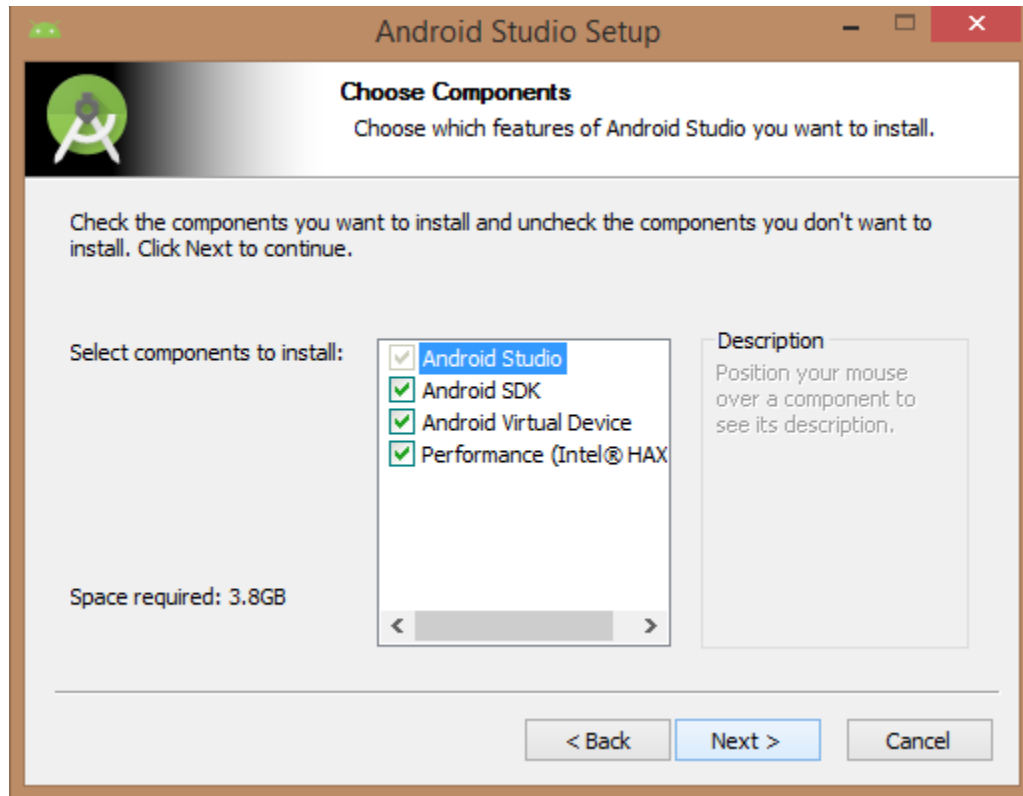 Android Studio Setup
Choose Components
Choose which features of Android Studio you want to install.
Check the components you want to install and uncheck the components you don't want to
install. Click Next to continue.
Select components to install:
Android Studio
Android SDK
Android Virtual Device
Performance (Intel® HAX
Description
Position your mouse
over a component to
see its description.
Space required: 3.8GB
< Back
Next >
Cancel